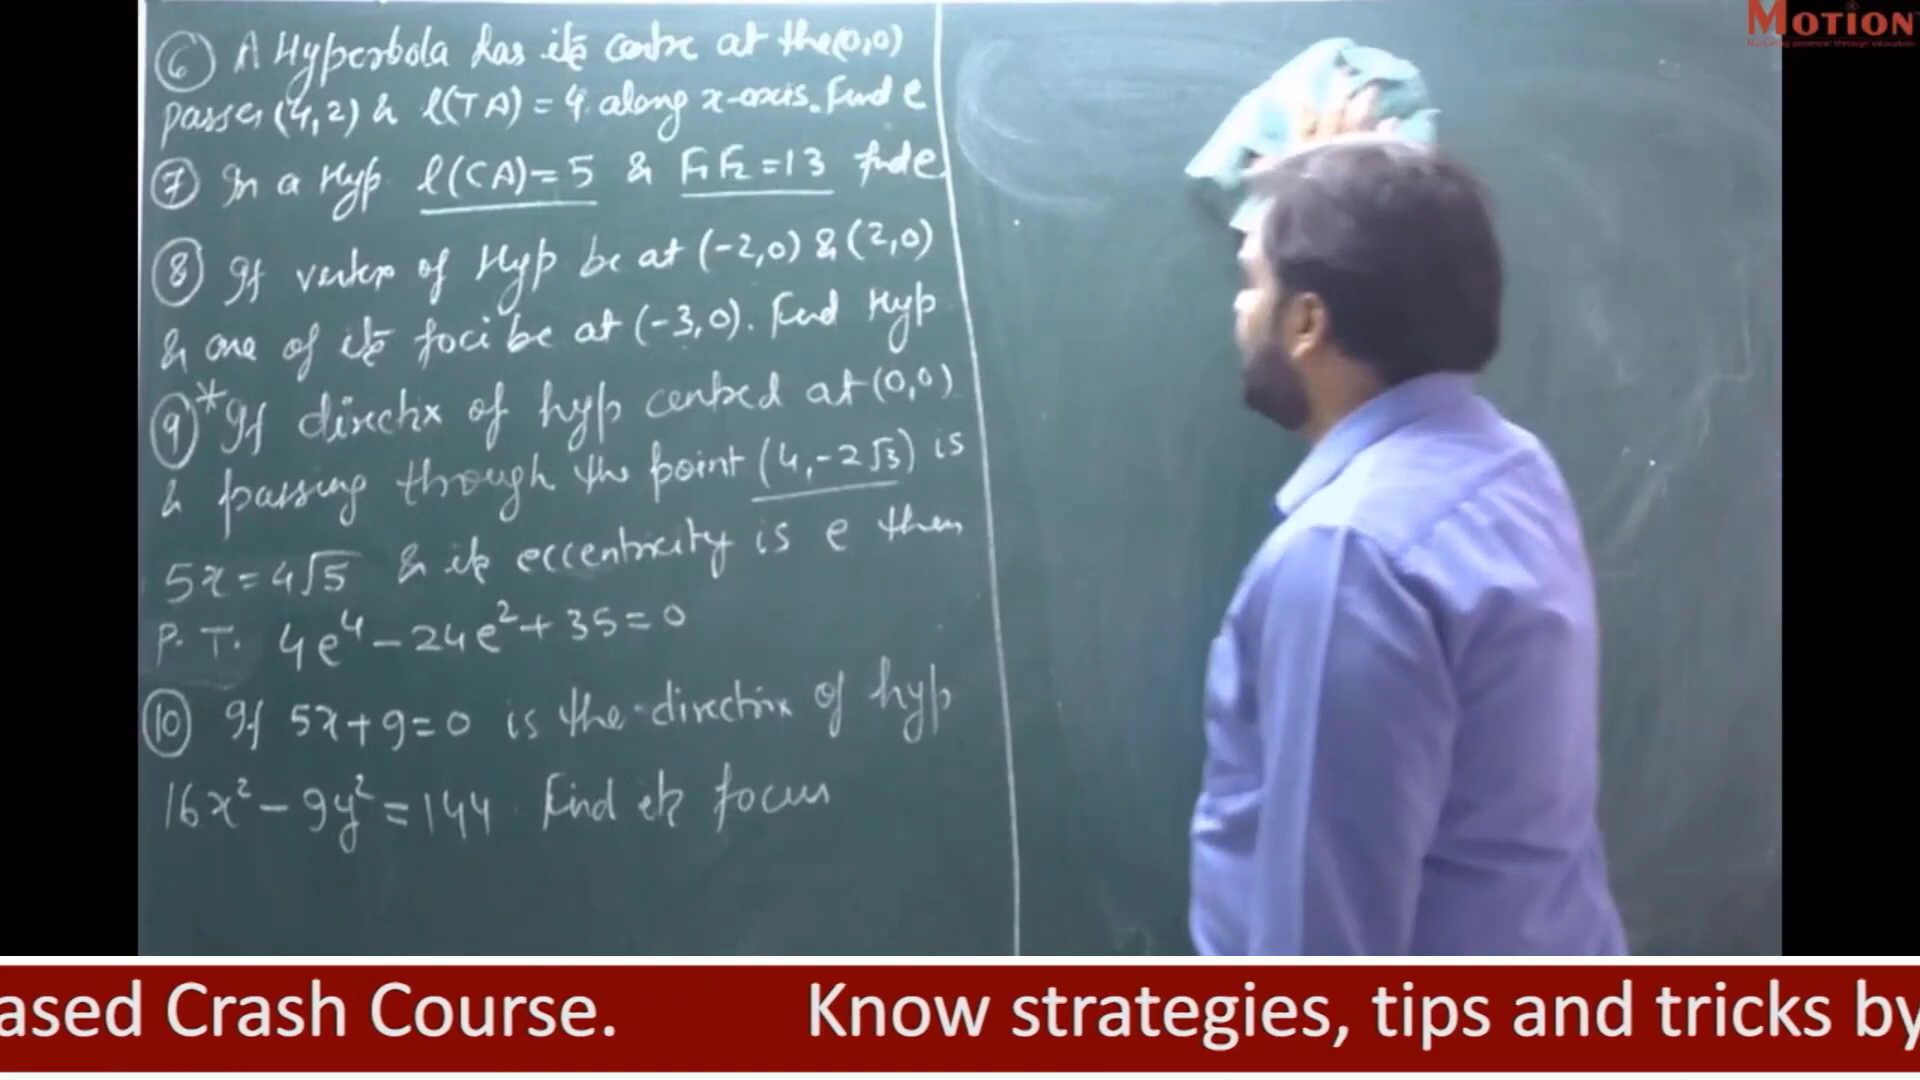 ⑥ A Hyperbola has its centre at the (0,0)
passes (4,2) & l(TA) = 4 along x-axis. Find e
⑦ In a Hyp l(CA)=5 & F₁F₂=13 find e
⑧ If vertex of Hyp be at (-2,0) & (2,0)
& one of its foci be at (-3,0). Find Hyp
⑨* If directrix of hyp centred at (0,0)
& passing through the point (4,-2√3) is
5x=4√5 & its eccentricity is e then
P.T. 4e⁴-24e²+35=0
⑩ If 5x+9=0 is the directrix of hyp
16x²-9y²=144. Find its focus
MOTION
Nurturing potential through education
ased Crash Course. Know strategies, tips and tricks by